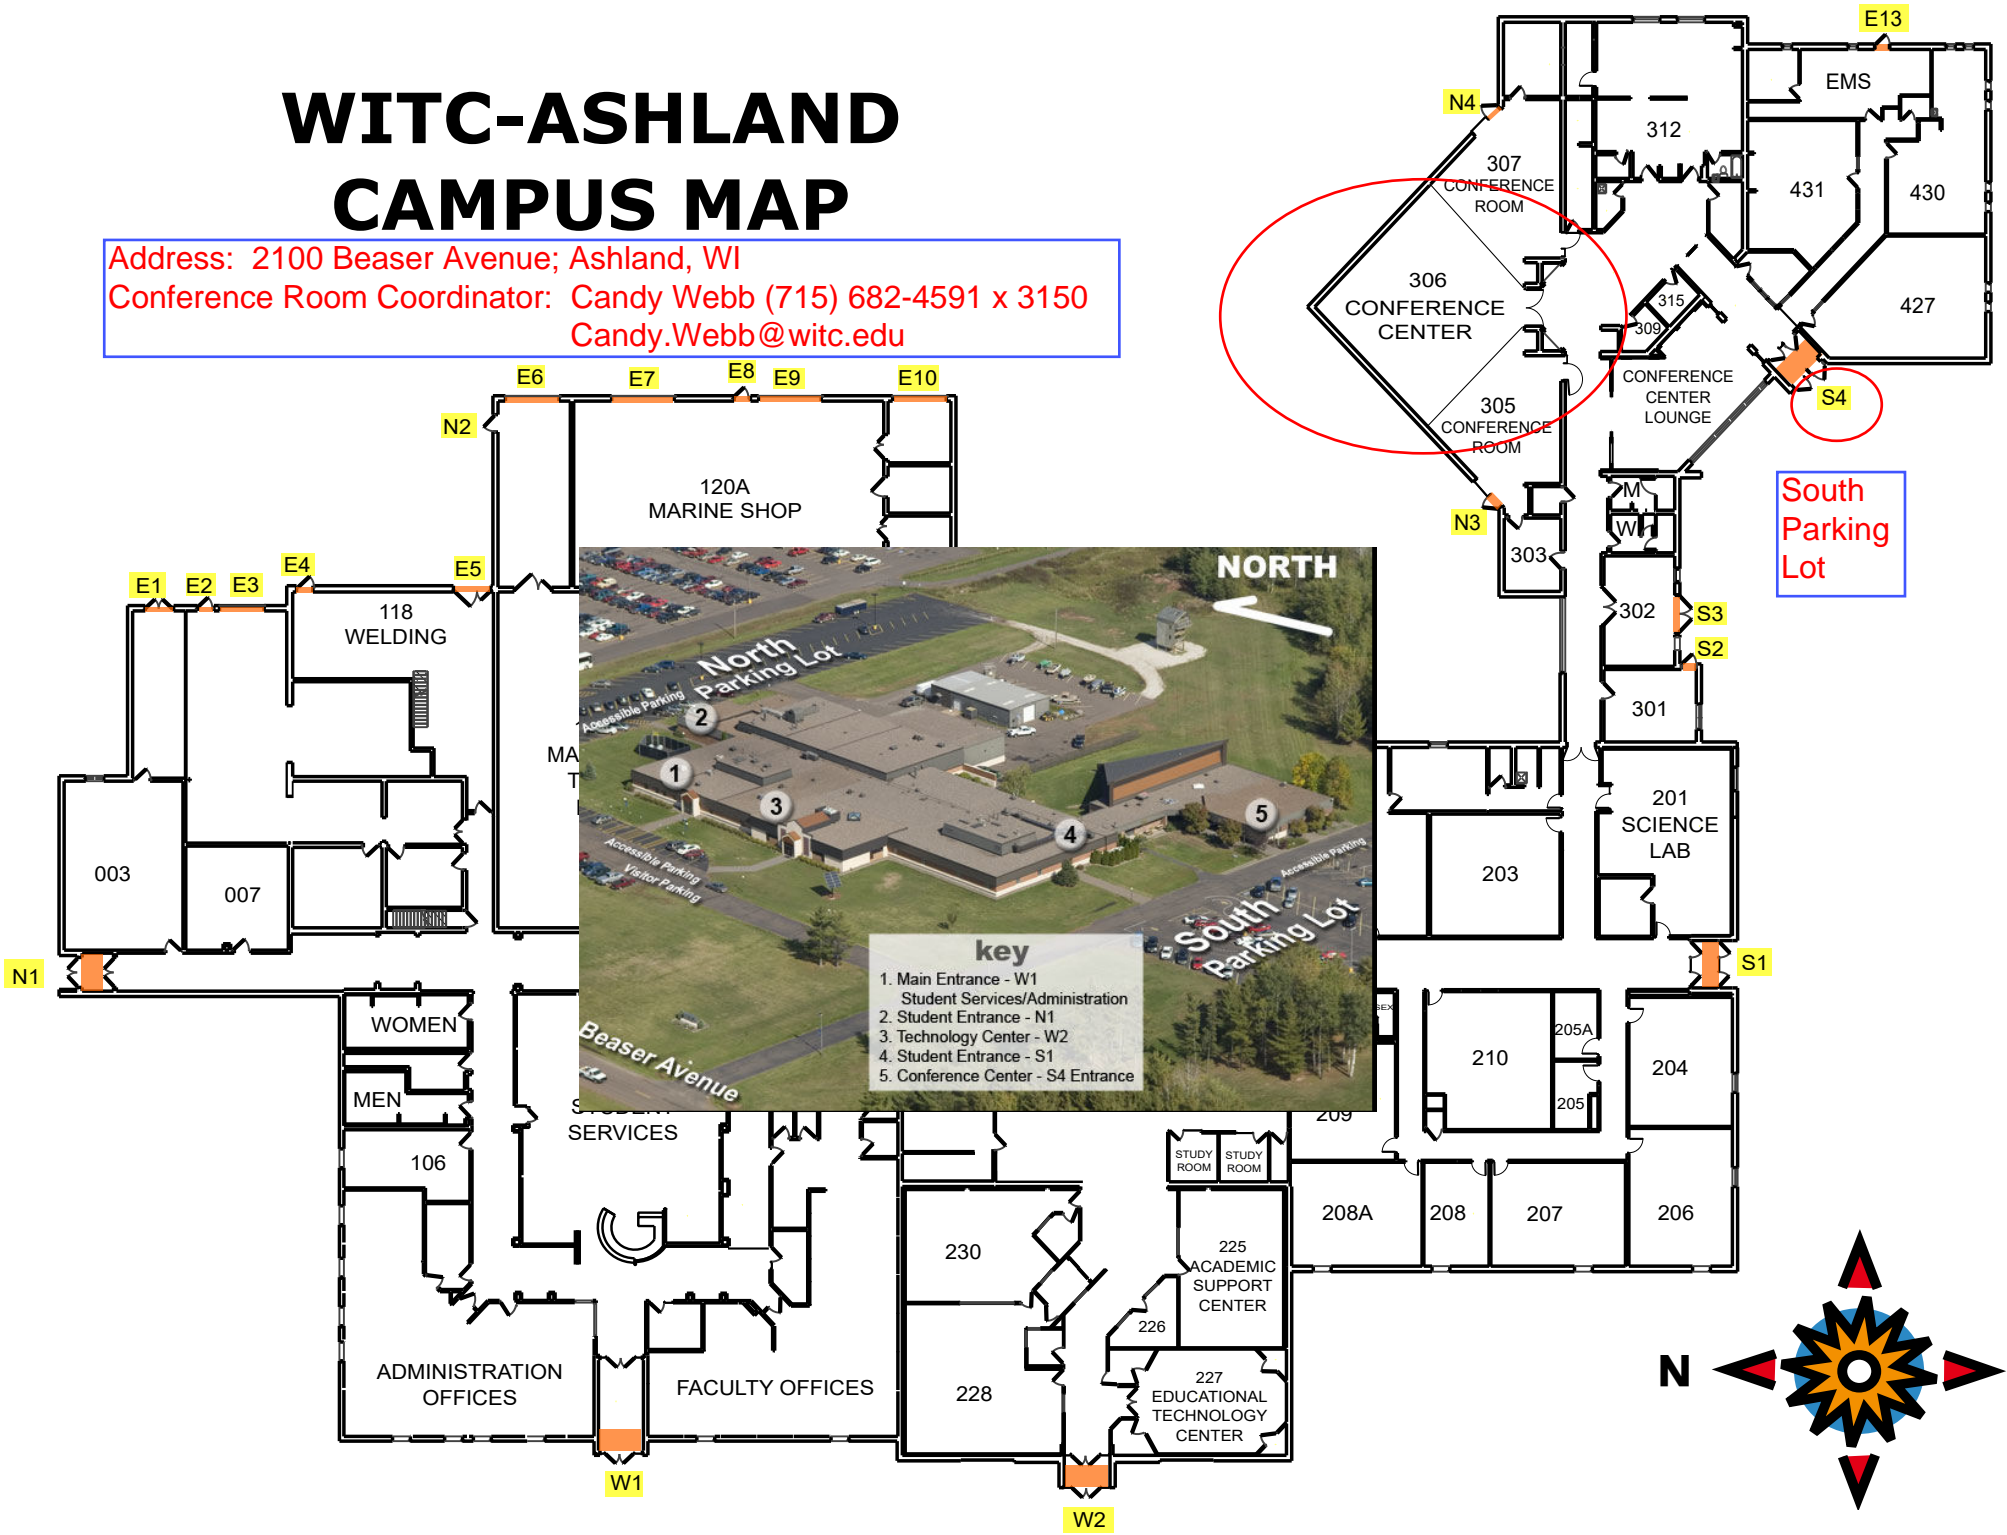 WITC-ASHLAND
CAMPUS MAP
Address: 2100 Beaser Avenue; Ashland, WI
Conference Room Coordinator: Candy Webb (715) 682-4591 x 3150
Candy.Webb@witc.edu
E13
EMS
N4
312
307
CONFERENCE
ROOM
431
430
306
CONFERENCE
CENTER
315
309
427
CONFERENCE
CENTER
LOUNGE
S4
305
CONFERENCE
ROOM
South
Parking
Lot
M
W
N3
303
302
S3
S2
301
E6
E7
E8
E9
E10
N2
120A
MARINE SHOP
E1
E2
E3
E4
E5
118
WELDING
MA
T
003
007
N1
NORTH
North
Parking Lot
Accessible Parking
1
2
3
4
5
Accessible Parking
Visitor Parking
Accessible Parking
South
Parking Lot
Beaser Avenue
key
1. Main Entrance - W1
Student Services/Administration
2. Student Entrance - N1
3. Technology Center - W2
4. Student Entrance - S1
5. Conference Center - S4 Entrance
201
SCIENCE
LAB
203
S1
205A
210
204
205
209
WOMEN
MEN
STUDENT
SERVICES
106
STUDY
ROOM
STUDY
ROOM
208A
208
207
206
230
225
ACADEMIC
SUPPORT
CENTER
226
ADMINISTRATION
OFFICES
FACULTY OFFICES
228
227
EDUCATIONAL
TECHNOLOGY
CENTER
W1
W2
N